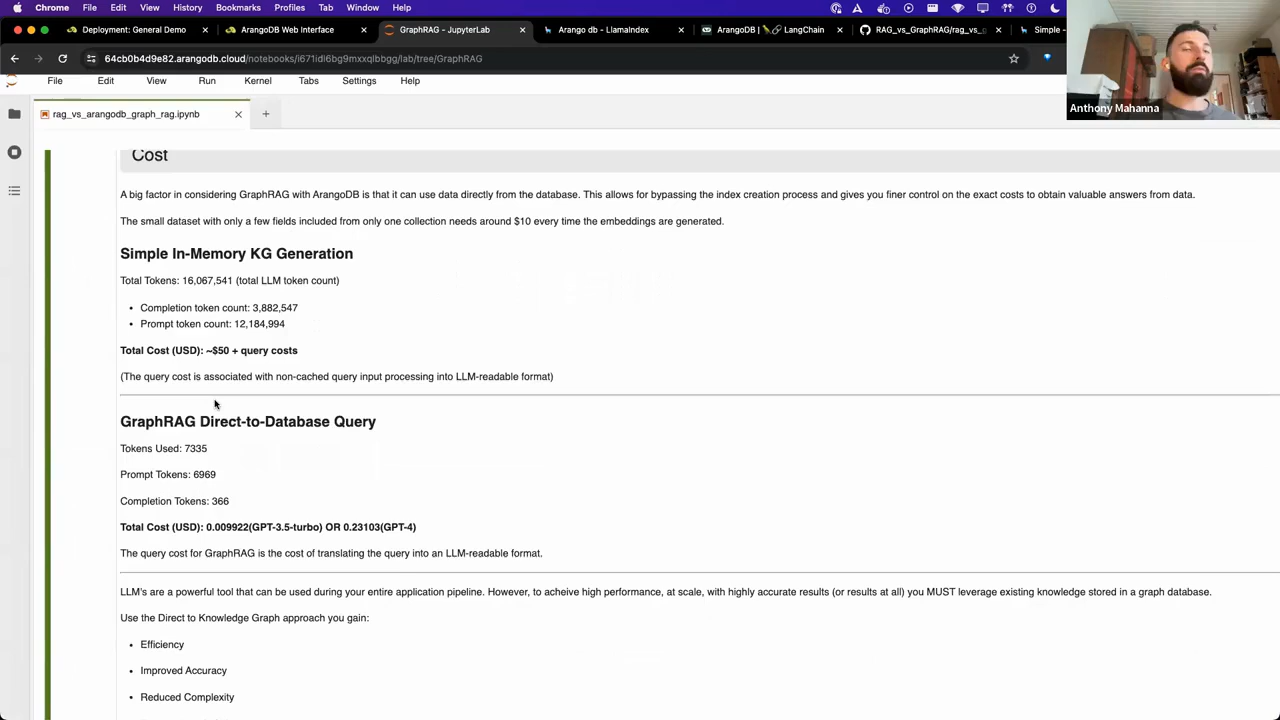 Chrome File Edit View History Bookmarks Profiles Tab Window Help
Deployment: General Demo
ArangoDB Web Interface
GraphRAG - JupyterLab
Arango db - LlamaIndex
ArangoDB | LangChain
RAG_vs_GraphRAG/rag_vs_g
Simple -
64cb0b4d9e82.arangodb.cloud/notebooks/i671idl6bg9mxxqlbbgg/lab/tree/GraphRAG
Anthony Mahanna
File Edit View Run Kernel Tabs Settings Help
rag_vs_arangodb_graph_rag.ipynb
Cost
A big factor in considering GraphRAG with ArangoDB is that it can use data directly from the database. This allows for bypassing the index creation process and gives you finer control on the exact costs to obtain valuable answers from data.
The small dataset with only a few fields included from only one collection needs around $10 every time the embeddings are generated.
Simple In-Memory KG Generation
Total Tokens: 16,067,541 (total LLM token count)
• Completion token count: 3,882,547
• Prompt token count: 12,184,994
Total Cost (USD): ~$50 + query costs
(The query cost is associated with non-cached query input processing into LLM-readable format)
GraphRAG Direct-to-Database Query
Tokens Used: 7335
Prompt Tokens: 6969
Completion Tokens: 366
Total Cost (USD): 0.009922(GPT-3.5-turbo) OR 0.23103(GPT-4)
The query cost for GraphRAG is the cost of translating the query into an LLM-readable format.
LLM's are a powerful tool that can be used during your entire application pipeline. However, to acheive high performance, at scale, with highly accurate results (or results at all) you MUST leverage existing knowledge stored in a graph database.
Use the Direct to Knowledge Graph approach you gain:
• Efficiency
• Improved Accuracy
• Reduced Complexity